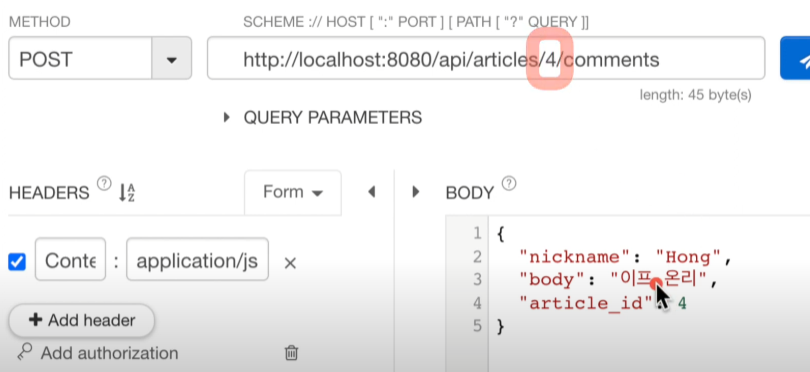 METHOD
SCHEME :// HOST [ ":" PORT ] [ PATH [ "?" QUERY ]]
POST
http://localhost:8080/api/articles/4/comments
length: 45 byte(s)
QUERY PARAMETERS
HEADERS ? A Z
Form
BODY ?
Conte : application/js ×
+ Add header
Add authorization
1 {
2 "nickname": "Hong",
3 "body": "이프 온리",
4 "article_id": 4
5 }